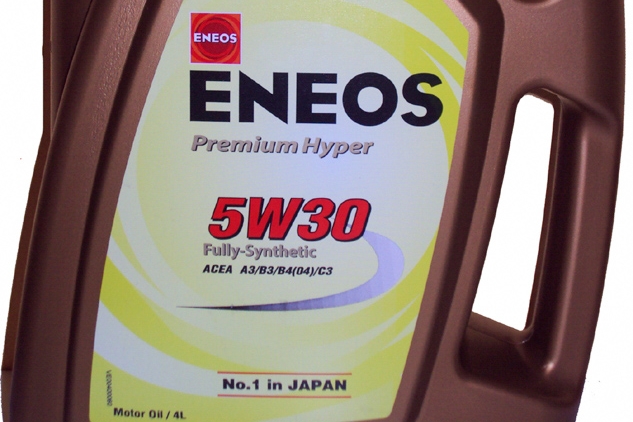 ENEOS
ENEOS
Premium Hyper
5W30
Fully-Synthetic
ACEA A3/B3/B4(04)/C3
No.1 in JAPAN
Motor Oil / 4L